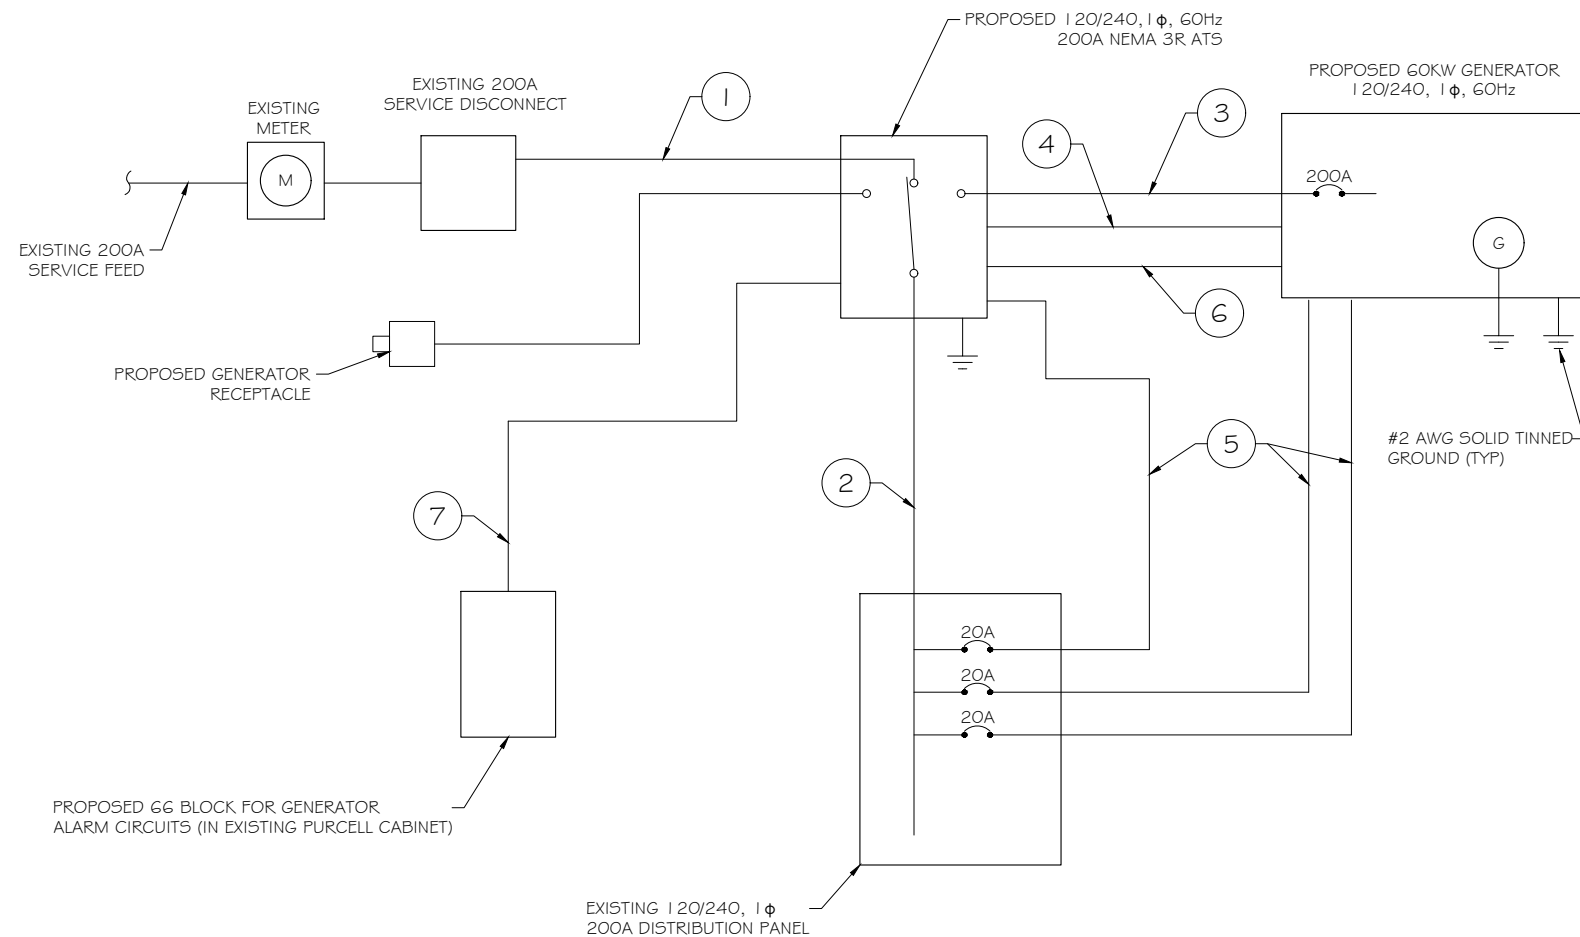 PROPOSED 120/240, 1ϕ, 60Hz
200A NEMA 3R ATS
EXISTING 200A
SERVICE DISCONNECT
EXISTING
METER
M
1
PROPOSED 60KW GENERATOR
120/240, 1ϕ, 60Hz
3
4
200A
G
EXISTING 200A
SERVICE FEED
6
PROPOSED GENERATOR
RECEPTACLE
#2 AWG SOLID TINNED
GROUND (TYP)
5
2
7
20A
20A
20A
PROPOSED 66 BLOCK FOR GENERATOR
ALARM CIRCUITS (IN EXISTING PURCELL CABINET)
EXISTING 120/240, 1ϕ
200A DISTRIBUTION PANEL